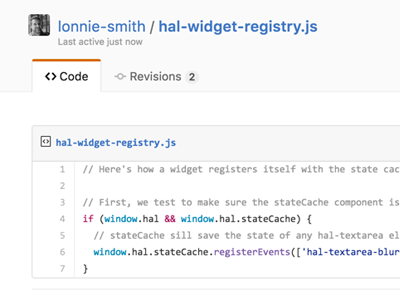 lonnie-smith / hal-widget-registry.js
Last active just now
<> Code
Revisions 2
hal-widget-registry.js
1 // Here's how a widget registers itself with the state cac
2
3 // First, we test to make sure the stateCache component is
4 if (window.hal && window.hal.stateCache) {
5 // stateCache sill save the state of any hal-textarea el
6 window.hal.stateCache.registerEvents(['hal-textarea-blur
7 }